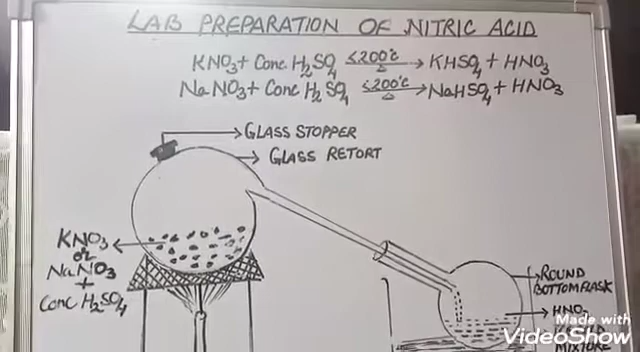 LAB PREPARATION OF NITRIC ACID
KNO3 + Conc H2SO4 ≤200°C Δ → KHSO4 + HNO3
NaNO3 + Conc H2SO4 ≤200°C Δ → NaHSO4 + HNO3
GLASS STOPPER
GLASS RETORT
KNO3
or
NaNO3
+
Conc H2SO4
ROUND
BOTTOM FLASK
HNO3
MIXTURE
Made with
VideoShow